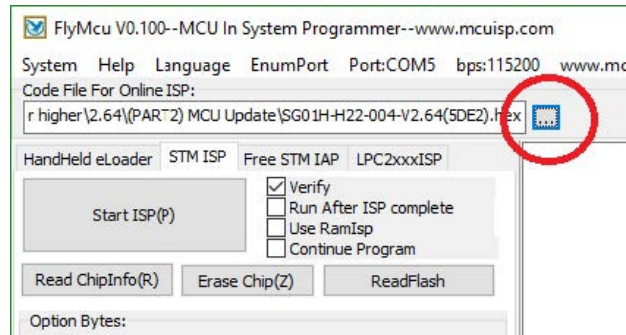 FlyMcu V0.100--MCU In System Programmer--www.mcuisp.com
System Help Language EnumPort Port:COM5 bps:115200 www.mc
Code File For Online ISP:
r higher\2.64\(PART2) MCU Update\SG01H-H22-004-V2.64(5DE2).hex ...
HandHeld eLoader STM ISP Free STM IAP LPC2xxxISP
Start ISP(P)
Verify
Run After ISP complete
Use RamIsp
Continue Program
Read ChipInfo(R) Erase Chip(Z) ReadFlash
Option Bytes: